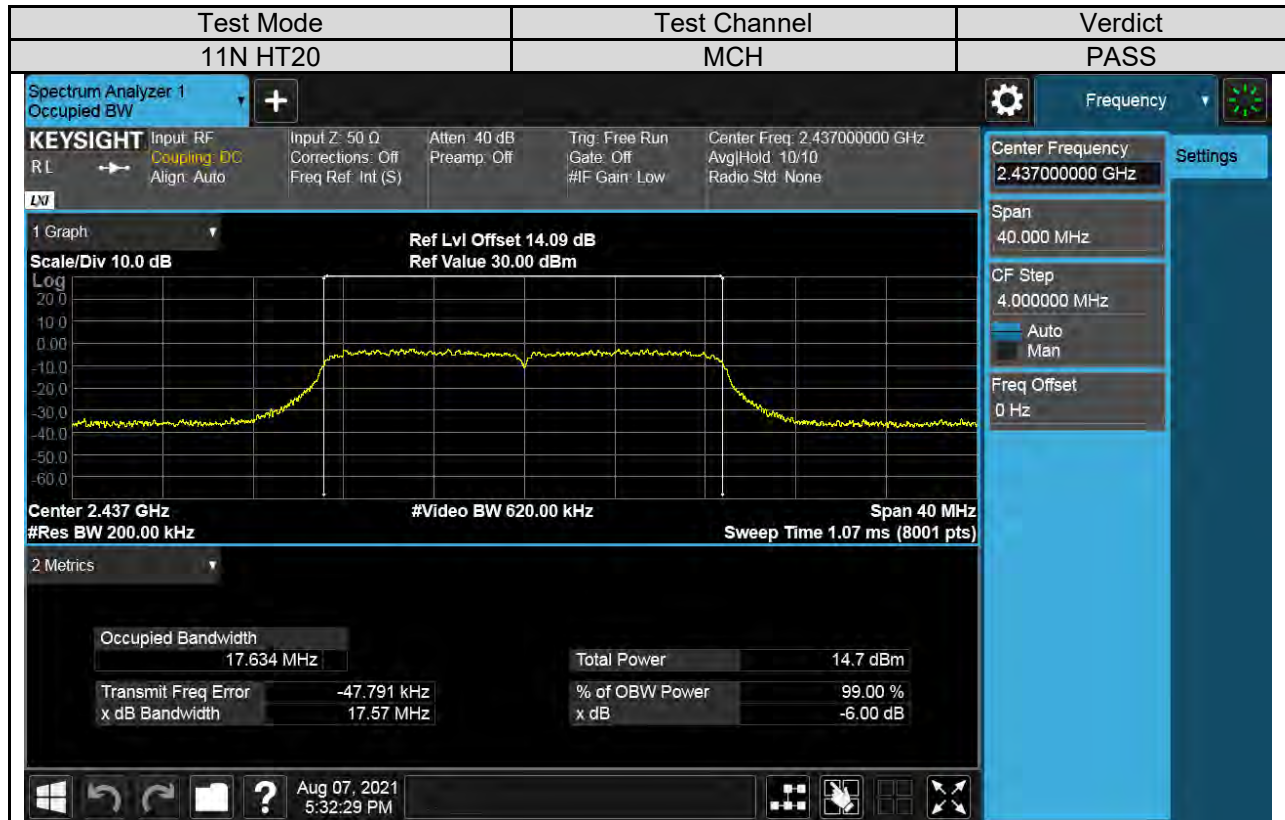 Test Mode Test Channel Verdict
11N HT20 MCH PASS
Spectrum Analyzer 1
Occupied BW
Frequency
KEYSIGHT Input: RF Input Z: 50 Ω Atten: 40 dB Trig: Free Run Center Freq: 2.437000000 GHz
Coupling: DC Corrections: Off Preamp: Off Gate: Off Avg|Hold: 10/10
R L Align: Auto Freq Ref: Int (S) #IF Gain: Low Radio Std: None
LXI
Center Frequency
2.437000000 GHz
Settings
Span
40.000 MHz
CF Step
4.000000 MHz
Auto
Man
Freq Offset
0 Hz
1 Graph
Ref Lvl Offset 14.09 dB
Scale/Div 10.0 dB Ref Value 30.00 dBm
Log
20.0
10.0
0.00
-10.0
-20.0
-30.0
-40.0
-50.0
-60.0
Center 2.437 GHz #Video BW 620.00 kHz Span 40 MHz
#Res BW 200.00 kHz Sweep Time 1.07 ms (8001 pts)
2 Metrics
Occupied Bandwidth
17.634 MHz Total Power 14.7 dBm
Transmit Freq Error -47.791 kHz % of OBW Power 99.00 %
x dB Bandwidth 17.57 MHz x dB -6.00 dB
? Aug 07, 2021
5:32:29 PM